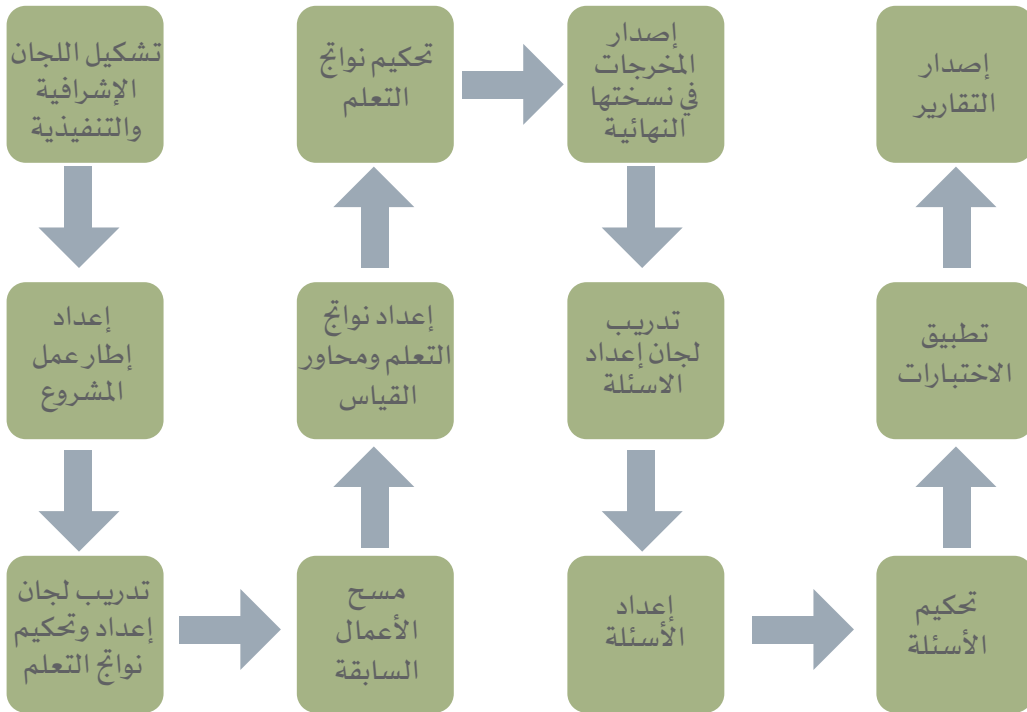 تشكيل اللجان
الإشرافية
والتنفيذية
إعداد
إطار عمل
المشروع
تدريب لجان
إعداد وتحكيم
نواتج التعلم
مسح
الأعمال
السابقة
إعداد نواتج
التعلم ومحاور
القياس
تحكيم نواتج
التعلم
إصدار
المخرجات
في نسختها
النهائية
تدريب
لجان إعداد
الاسئلة
إعداد
الأسئلة
تحكيم
الأسئلة
تطبيق
الاختبارات
إصدار
التقارير